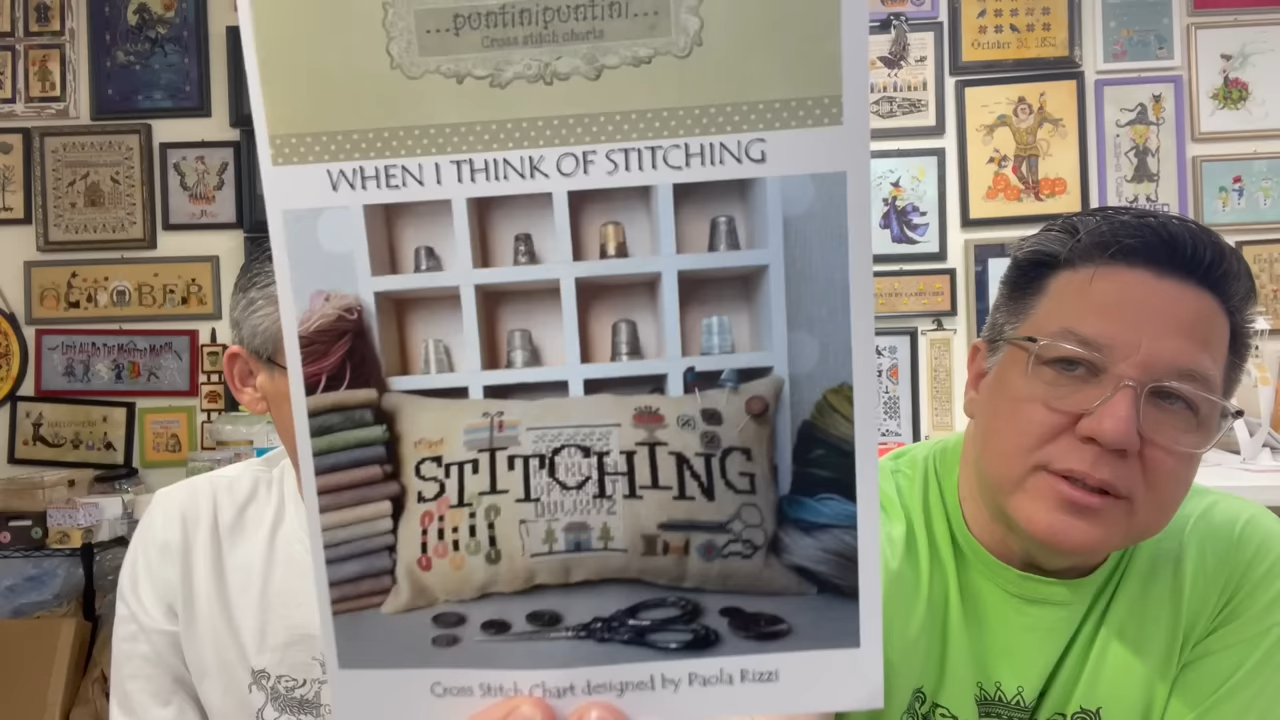 ...puntinipuntini...
Cross stitch charts
WHEN I THINK OF STITCHING
STITCHING
Cross Stitch Chart designed by Paola Rizzi
OCTOBER
LET'S ALL DO THE MONSTER MARCH
HALLOWEEN
October 31, 1852